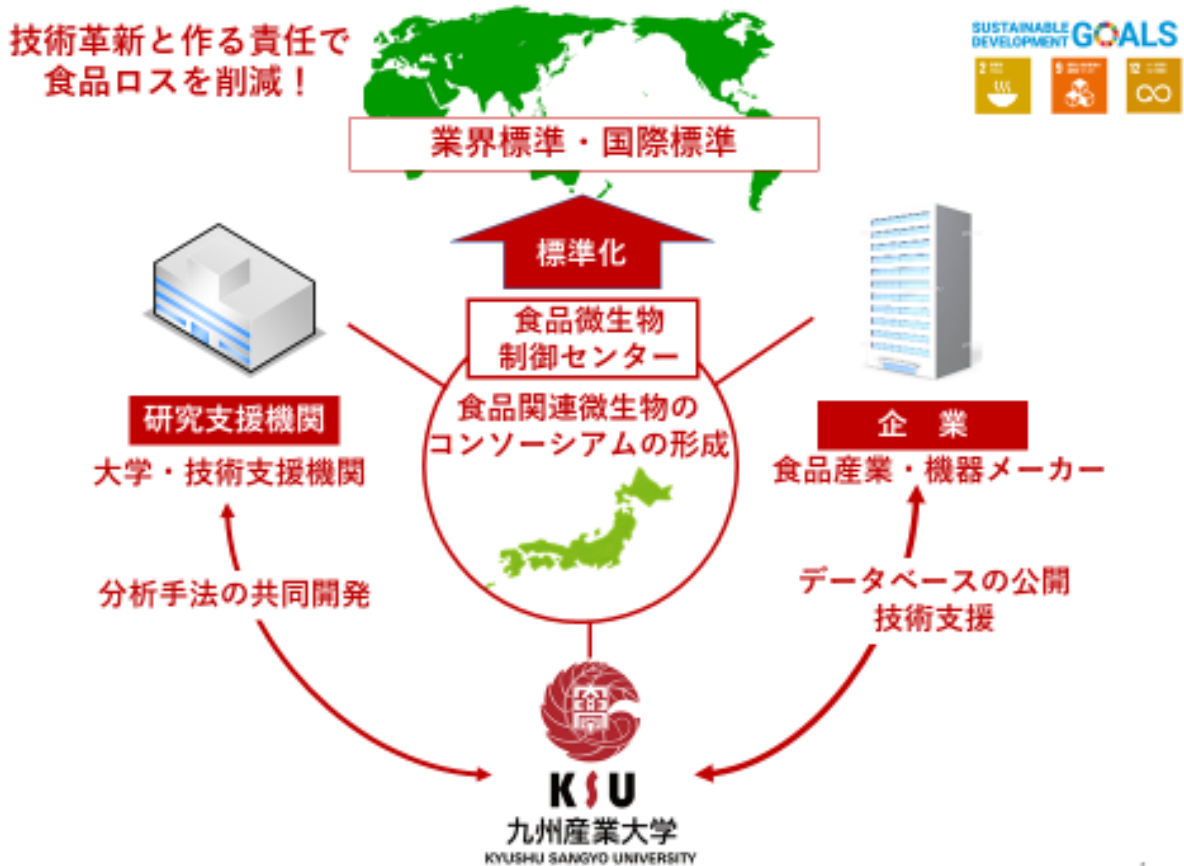 技術革新と作る責任で
食品ロスを削減！
SUSTAINABLE
DEVELOPMENT GOALS
2
9
12
業界標準・国際標準
標準化
食品微生物
制御センター
食品関連微生物の
コンソーシアムの形成
研究支援機関
大学・技術支援機関
企　業
食品産業・機器メーカー
分析手法の共同開発
データベースの公開
技術支援
KSU
九州産業大学
KYUSHU SANGYO UNIVERSITY